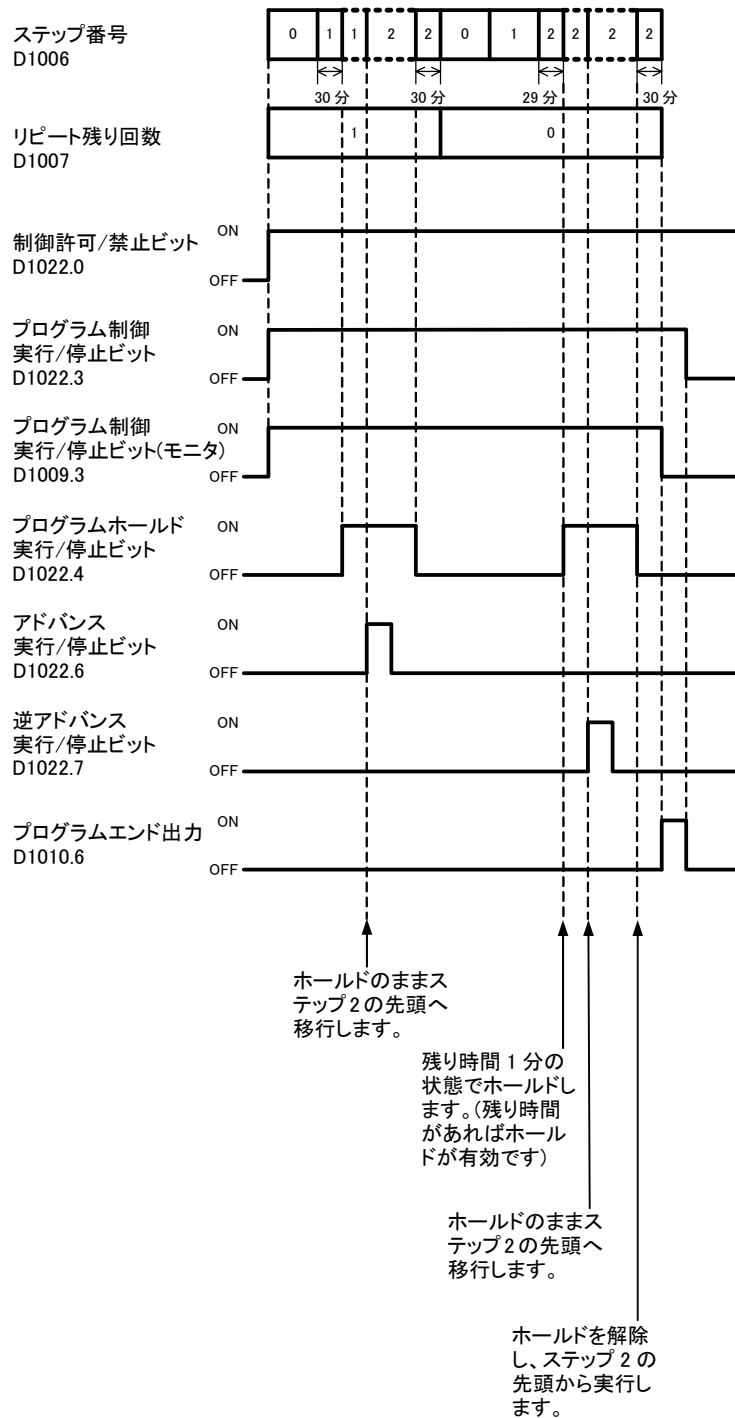 ステップ番号
D1006
0 1 1 2 2 0 1 2 2 2 2
30 分 30 分 29 分 30 分
リピート残り回数
D1007
1 0
制御許可/禁止ビット
D1022.0
ON
OFF
プログラム制御
実行/停止ビット
D1022.3
ON
OFF
プログラム制御
実行/停止ビット(モニタ)
D1009.3
ON
OFF
プログラムホールド
実行/停止ビット
D1022.4
ON
OFF
アドバンス
実行/停止ビット
D1022.6
ON
OFF
逆アドバンス
実行/停止ビット
D1022.7
ON
OFF
プログラムエンド出力
D1010.6
ON
OFF
ホールドのままス
テップ2の先頭へ
移行します。
残り時間 1 分の
状態でホールドし
ます。(残り時間
があればホール
ドが有効です)
ホールドのままス
テップ2の先頭へ
移行します。
ホールドを解除
し、ステップ 2 の
先頭から実行し
ます。